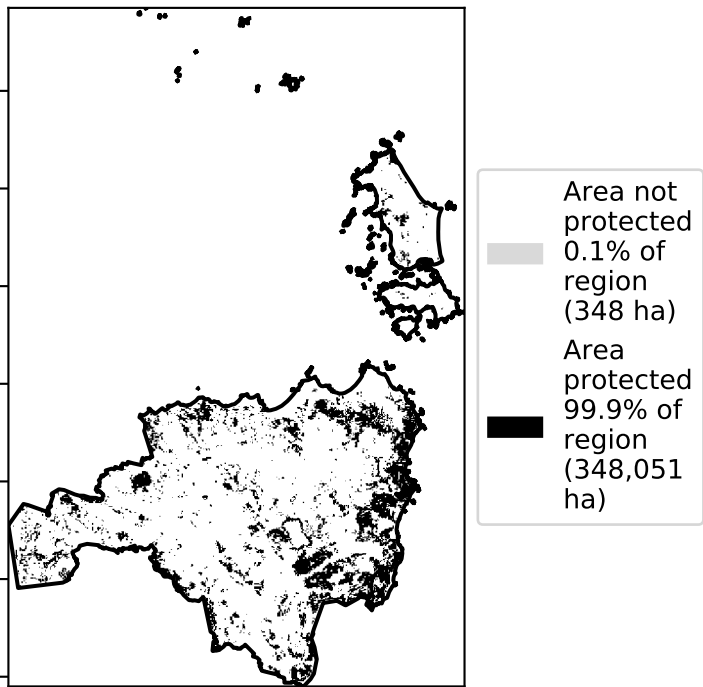 Area not
protected
0.1% of
region
(348 ha)
Area
protected
99.9% of
region
(348,051
ha)